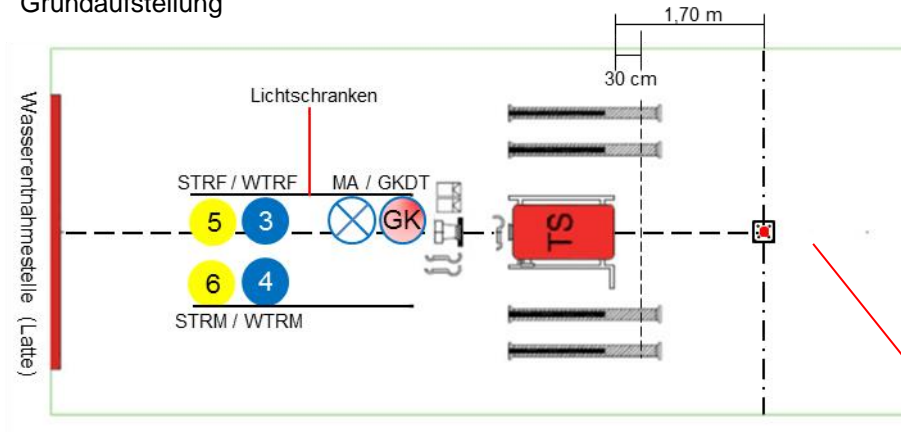 Grundaufstellung
1,70 m
30 cm
Lichtschranken
Wasserentnahmestelle (Latte)
STRF / WTRF
MA / GKDT
5
3
GK
TS
6
4
STRM / WTRM